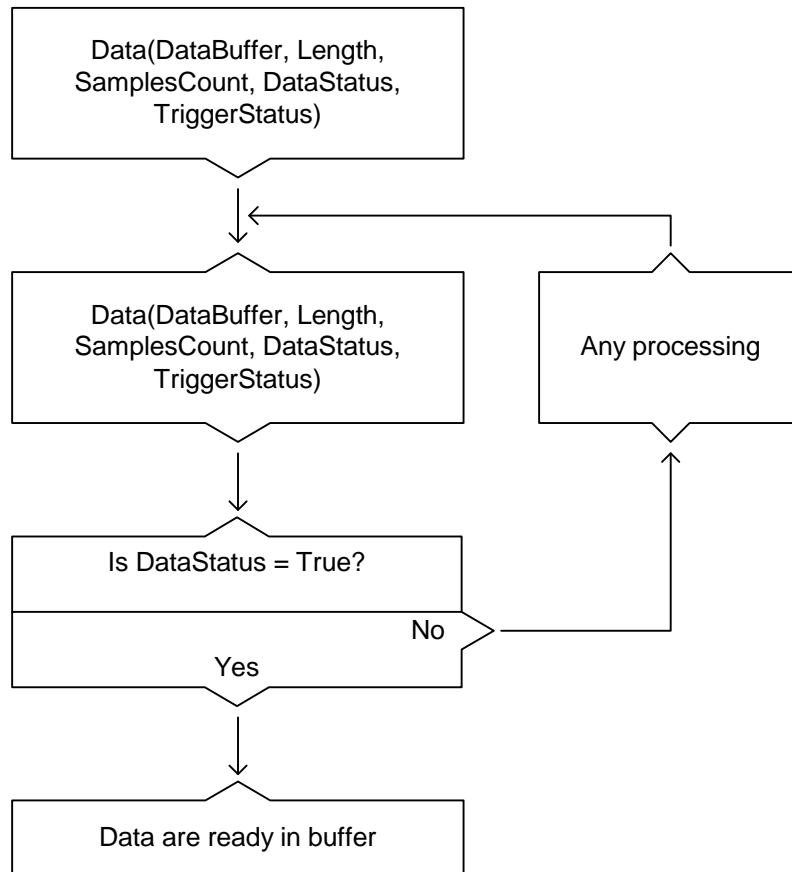 Data(DataBuffer, Length,
SamplesCount, DataStatus,
TriggerStatus)
Data(DataBuffer, Length,
SamplesCount, DataStatus,
TriggerStatus)
Any processing
Is DataStatus = True?
No
Yes
Data are ready in buffer